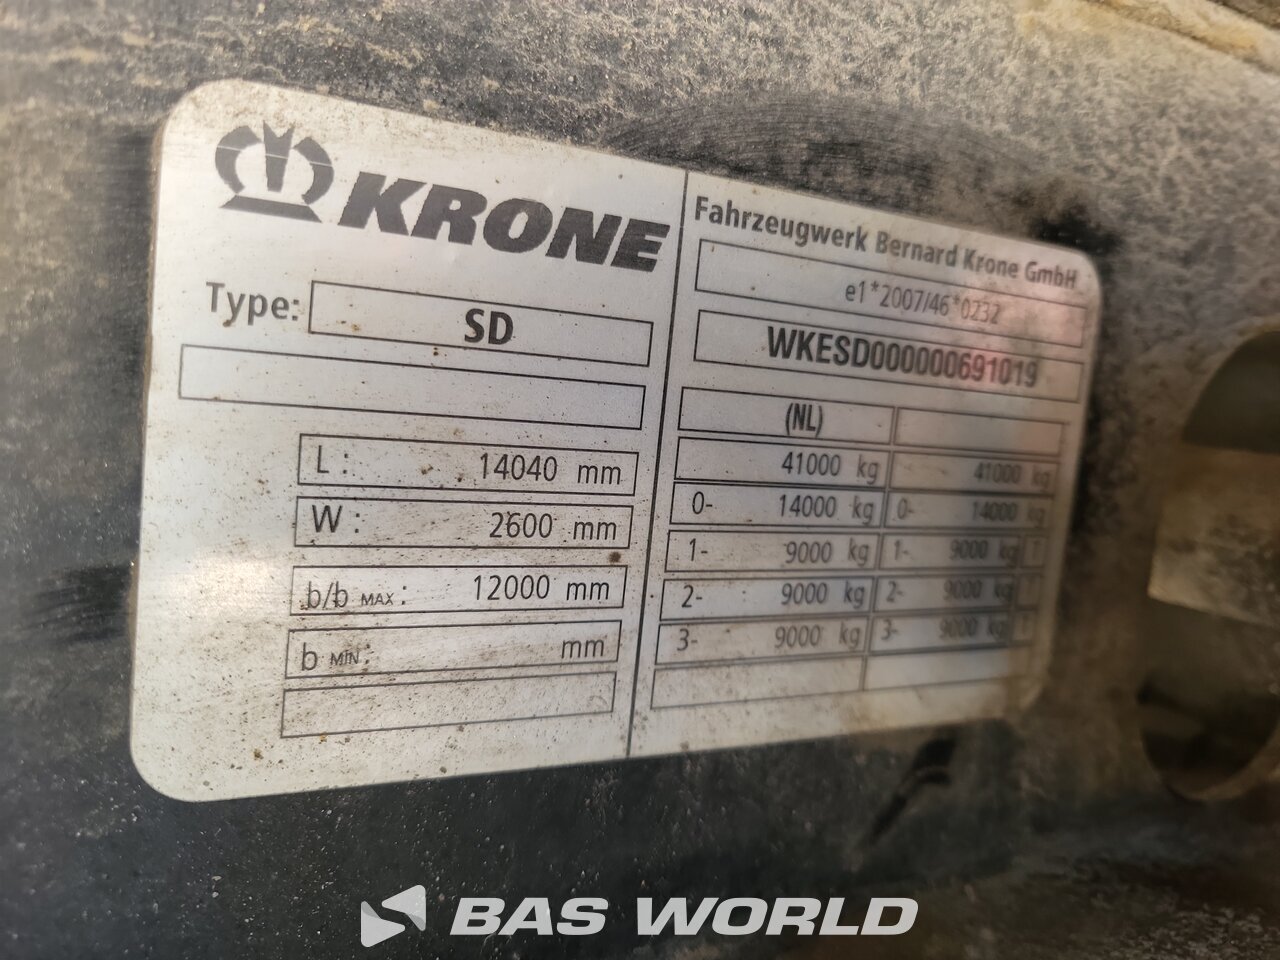 KRONE
Type: SD
L: 14040 mm
W: 2600 mm
b/b MAX: 12000 mm
b MIN: mm
Fahrzeugwerk Bernard Krone GmbH
e1*2007/46*0232
WKESD000000691019
(NL)
41000 kg 41000 kg
0- 14000 kg 0- 14000 kg
1- 9000 kg 1- 9000 kg T
2- 9000 kg 2- 9000 kg T
3- 9000 kg 3- 9000 kg T
BAS WORLD